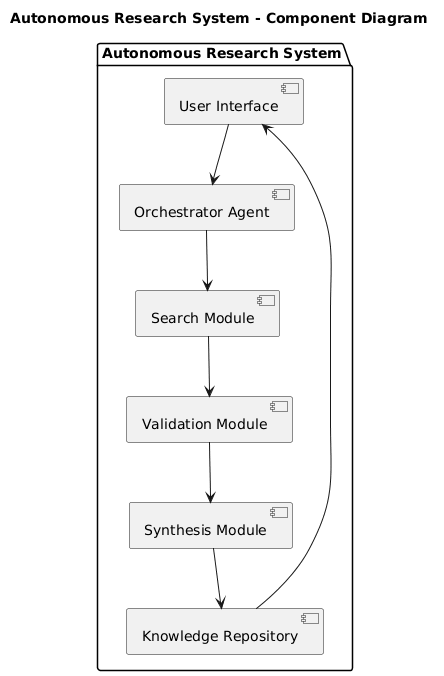 Autonomous Research System - Component Diagram
Autonomous Research System
User Interface
Orchestrator Agent
Search Module
Validation Module
Synthesis Module
Knowledge Repository